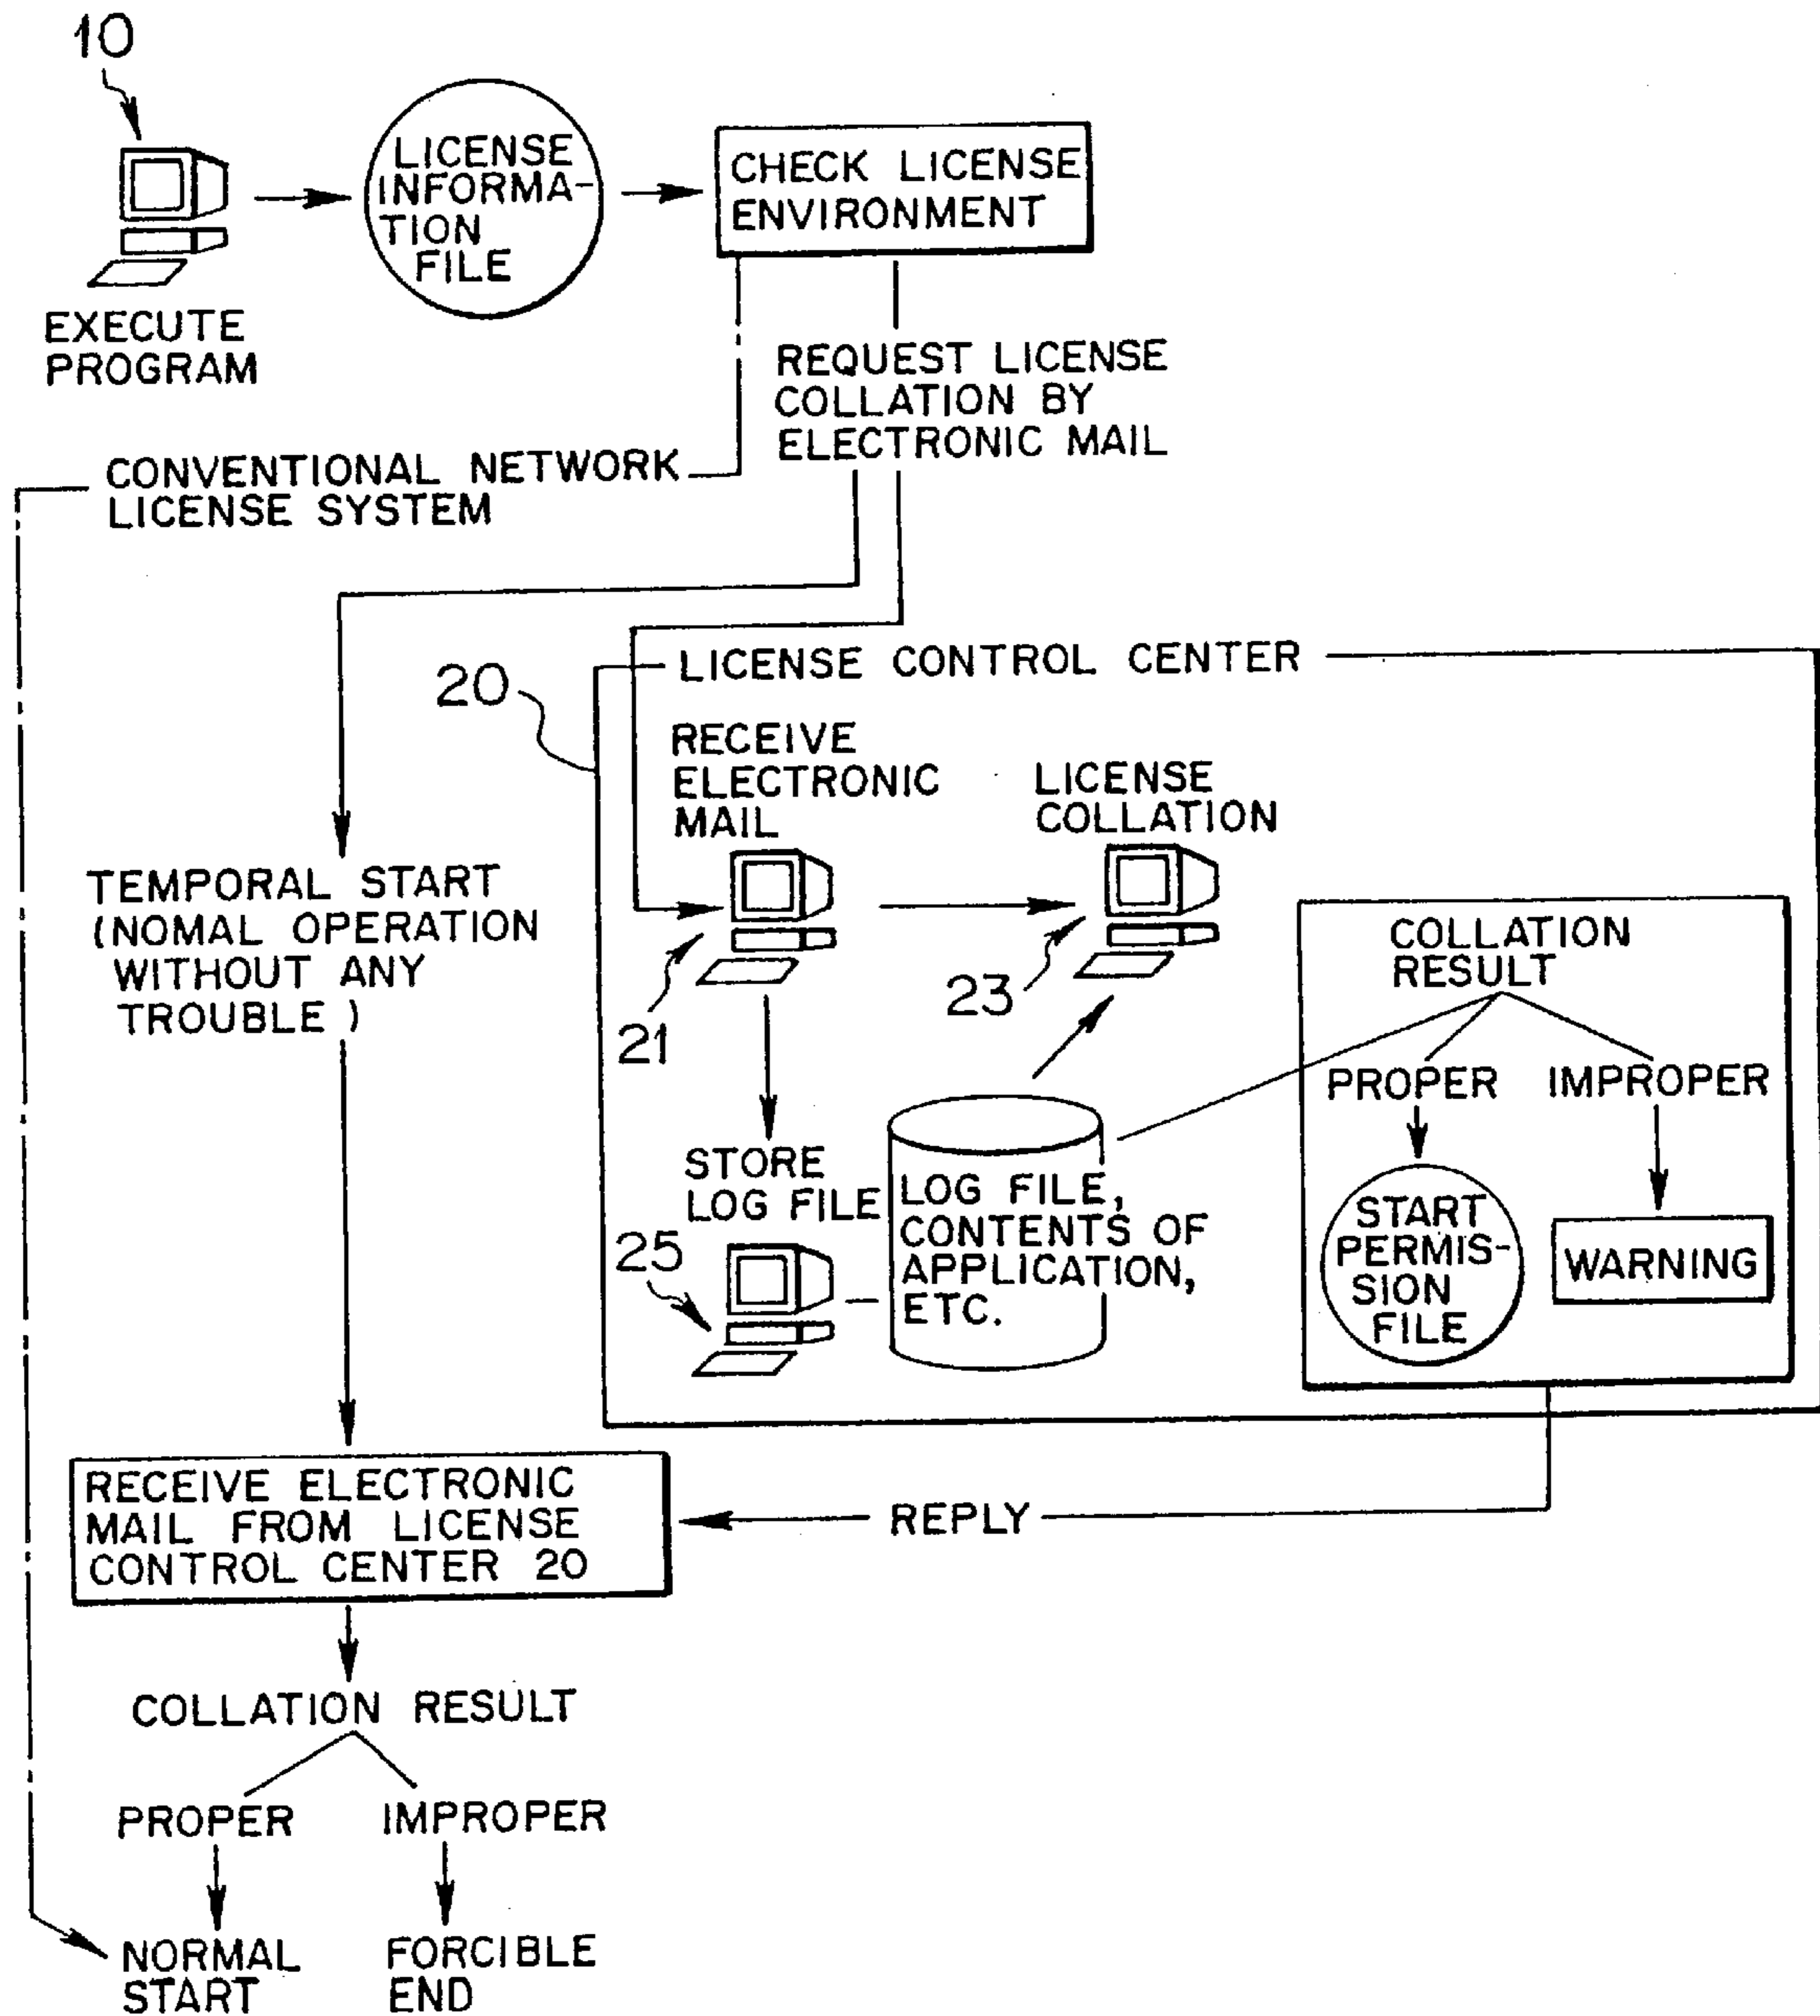 10
LICENSE
INFORMA-
TION
FILE
CHECK LICENSE
ENVIRONMENT
EXECUTE
PROGRAM
REQUEST LICENSE
COLLATION BY
ELECTRONIC MAIL
CONVENTIONAL NETWORK
LICENSE SYSTEM
20
LICENSE CONTROL CENTER
RECEIVE
ELECTRONIC
MAIL
LICENSE
COLLATION
TEMPORAL START
(NOMAL OPERATION
WITHOUT ANY
TROUBLE)
21
23
COLLATION
RESULT
PROPER
IMPROPER
STORE
LOG FILE
LOG FILE,
CONTENTS OF
APPLICATION,
ETC.
25
START
PERMIS-
SION
FILE
WARNING
RECEIVE ELECTRONIC
MAIL FROM LICENSE
CONTROL CENTER 20
REPLY
COLLATION RESULT
PROPER
IMPROPER
NORMAL
START
FORCIBLE
END